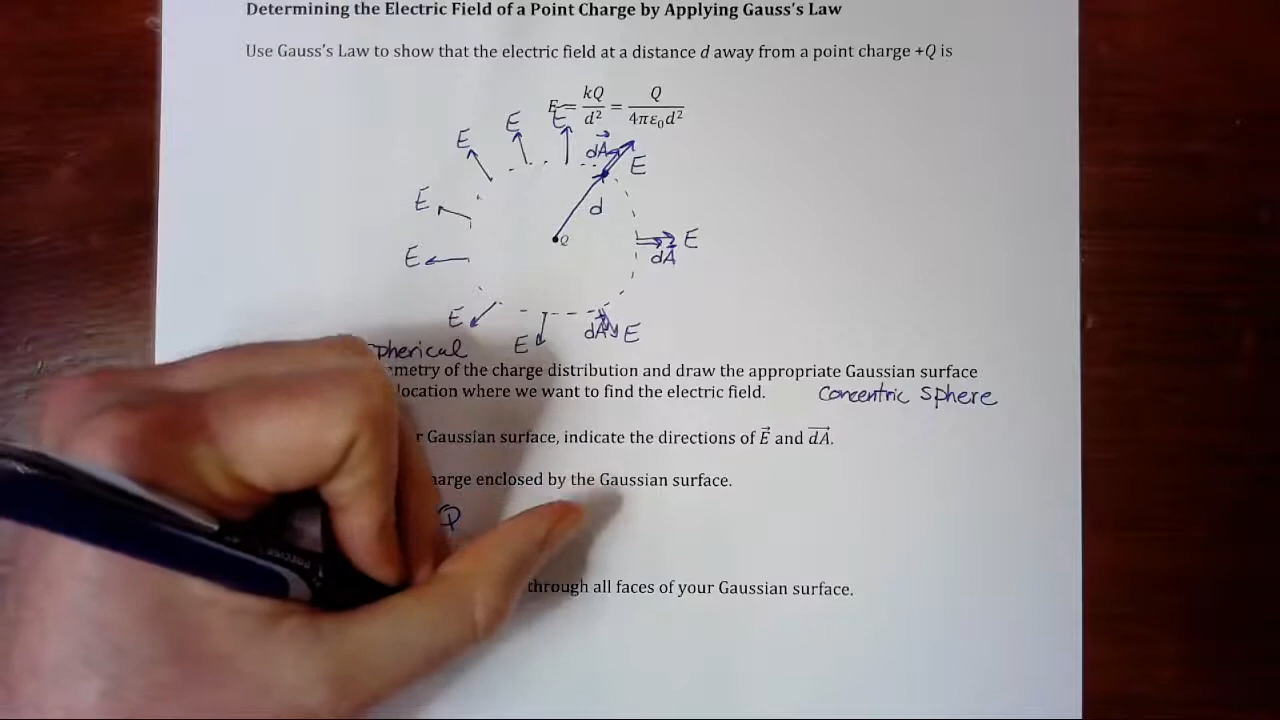 Determining the Electric Field of a Point Charge by Applying Gauss's Law
Use Gauss's Law to show that the electric field at a distance d away from a point charge +Q is
E = kQ/d² = Q/4πε₀d²
E E E dA E
E d
E Q E
dA
E E dA E
spherical
location where we want to find the electric field. Concentric Sphere
of the charge distribution and draw the appropriate Gaussian surface
Gaussian surface, indicate the directions of E⃗ and dA⃗.
enclosed by the Gaussian surface.
Q
through all faces of your Gaussian surface.